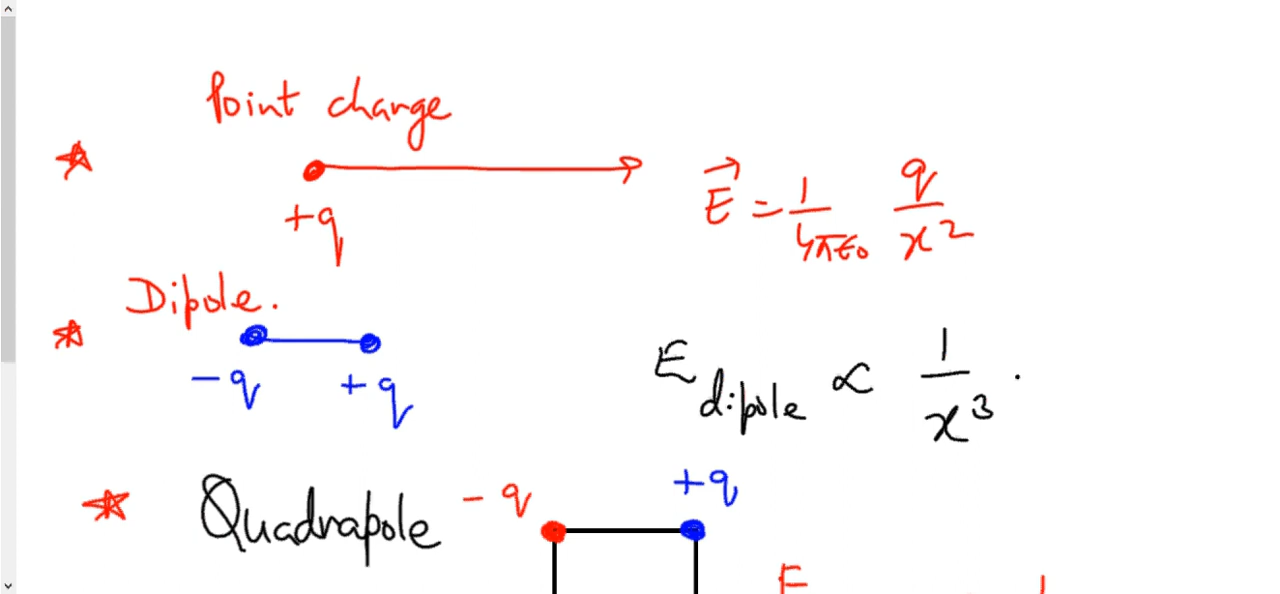 Point charge
+q
E⃗ = 1/4πϵ₀ q/x²
Dipole.
-q +q
E dipole ∝ 1/x³.
Quadrapole
-q +q